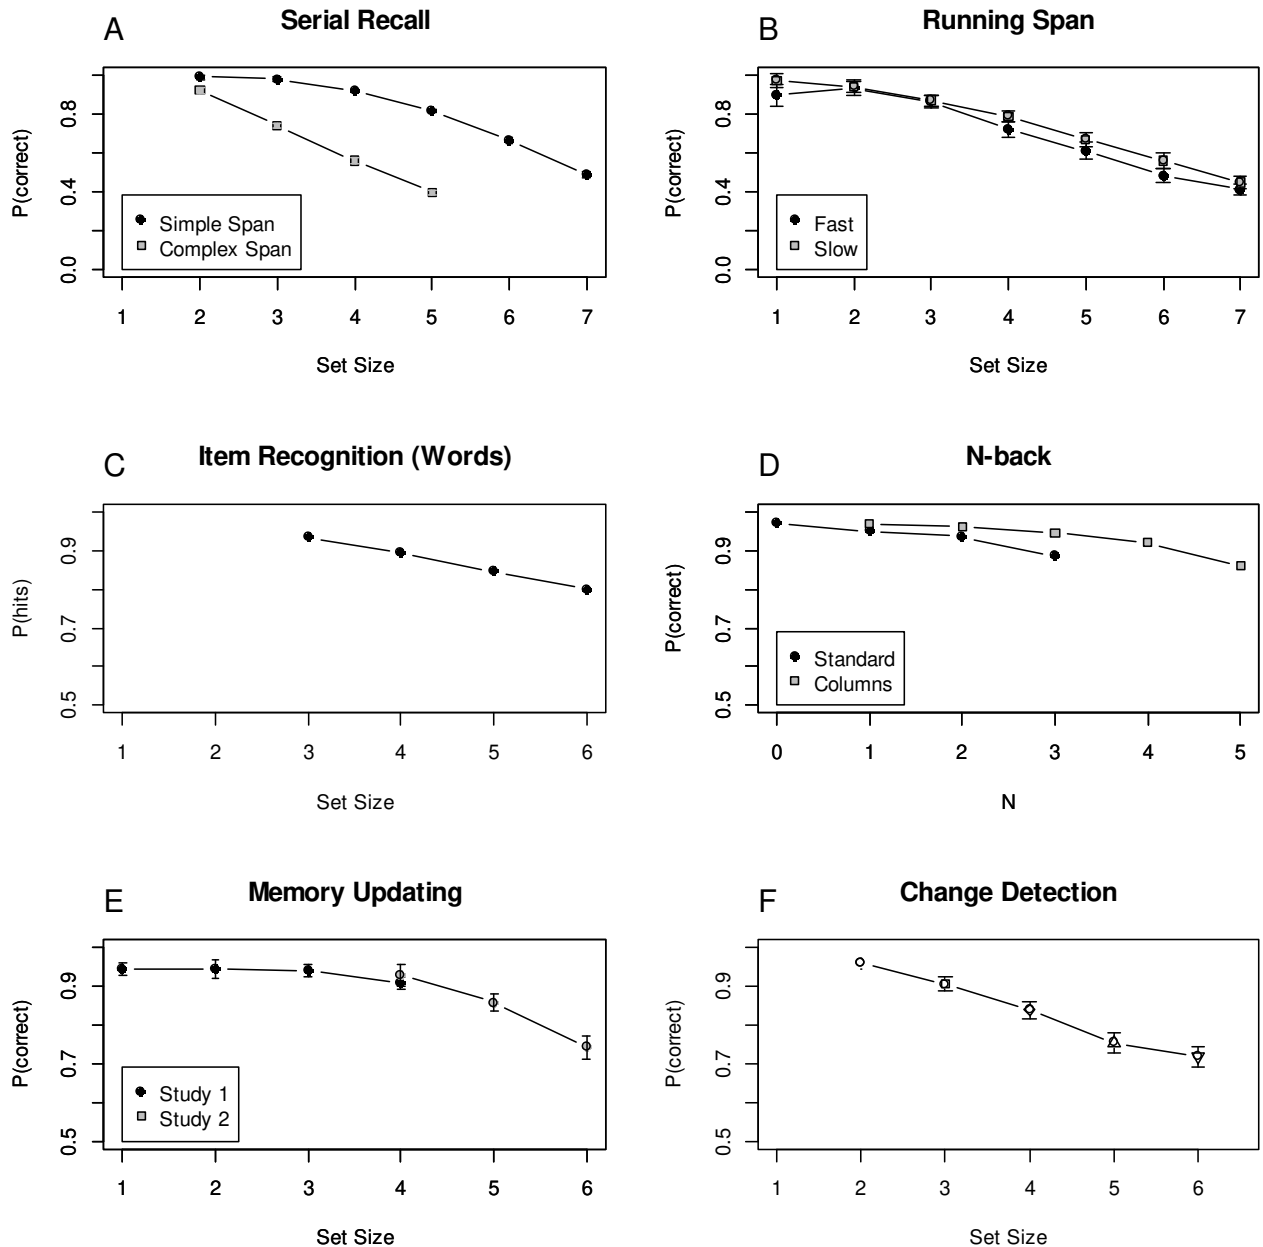 A
Serial Recall
P(correct)
0.8
0.4
0.0
Simple Span
Complex Span
1 2 3 4 5 6 7
Set Size
B
Running Span
P(correct)
0.8
0.4
0.0
Fast
Slow
1 2 3 4 5 6 7
Set Size
C
Item Recognition (Words)
P(hits)
0.9
0.7
0.5
1 2 3 4 5 6
Set Size
D
N-back
P(correct)
0.9
0.7
0.5
Standard
Columns
0 1 2 3 4 5
N
E
Memory Updating
P(correct)
0.9
0.7
0.5
Study 1
Study 2
1 2 3 4 5 6
Set Size
F
Change Detection
P(correct)
0.9
0.7
0.5
1 2 3 4 5 6
Set Size